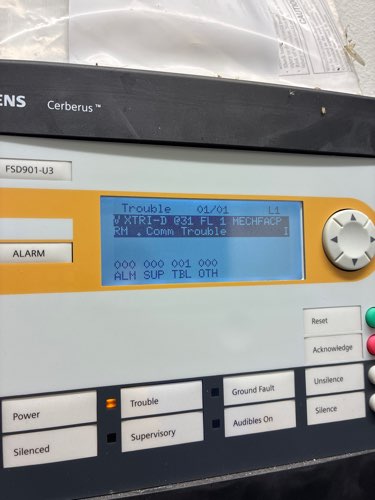 ENS Cerberus™
FSD901-U3
ALARM
Trouble 01/01 L1
W XTRI-D @31 FL 1 MECHFACP
RM . Comm Trouble I
000 000 001 000
ALM SUP TBL OTH
Reset
Acknowledge
Unsilence
Silence
Power
Trouble
Ground Fault
Silenced
Supervisory
Audibles On